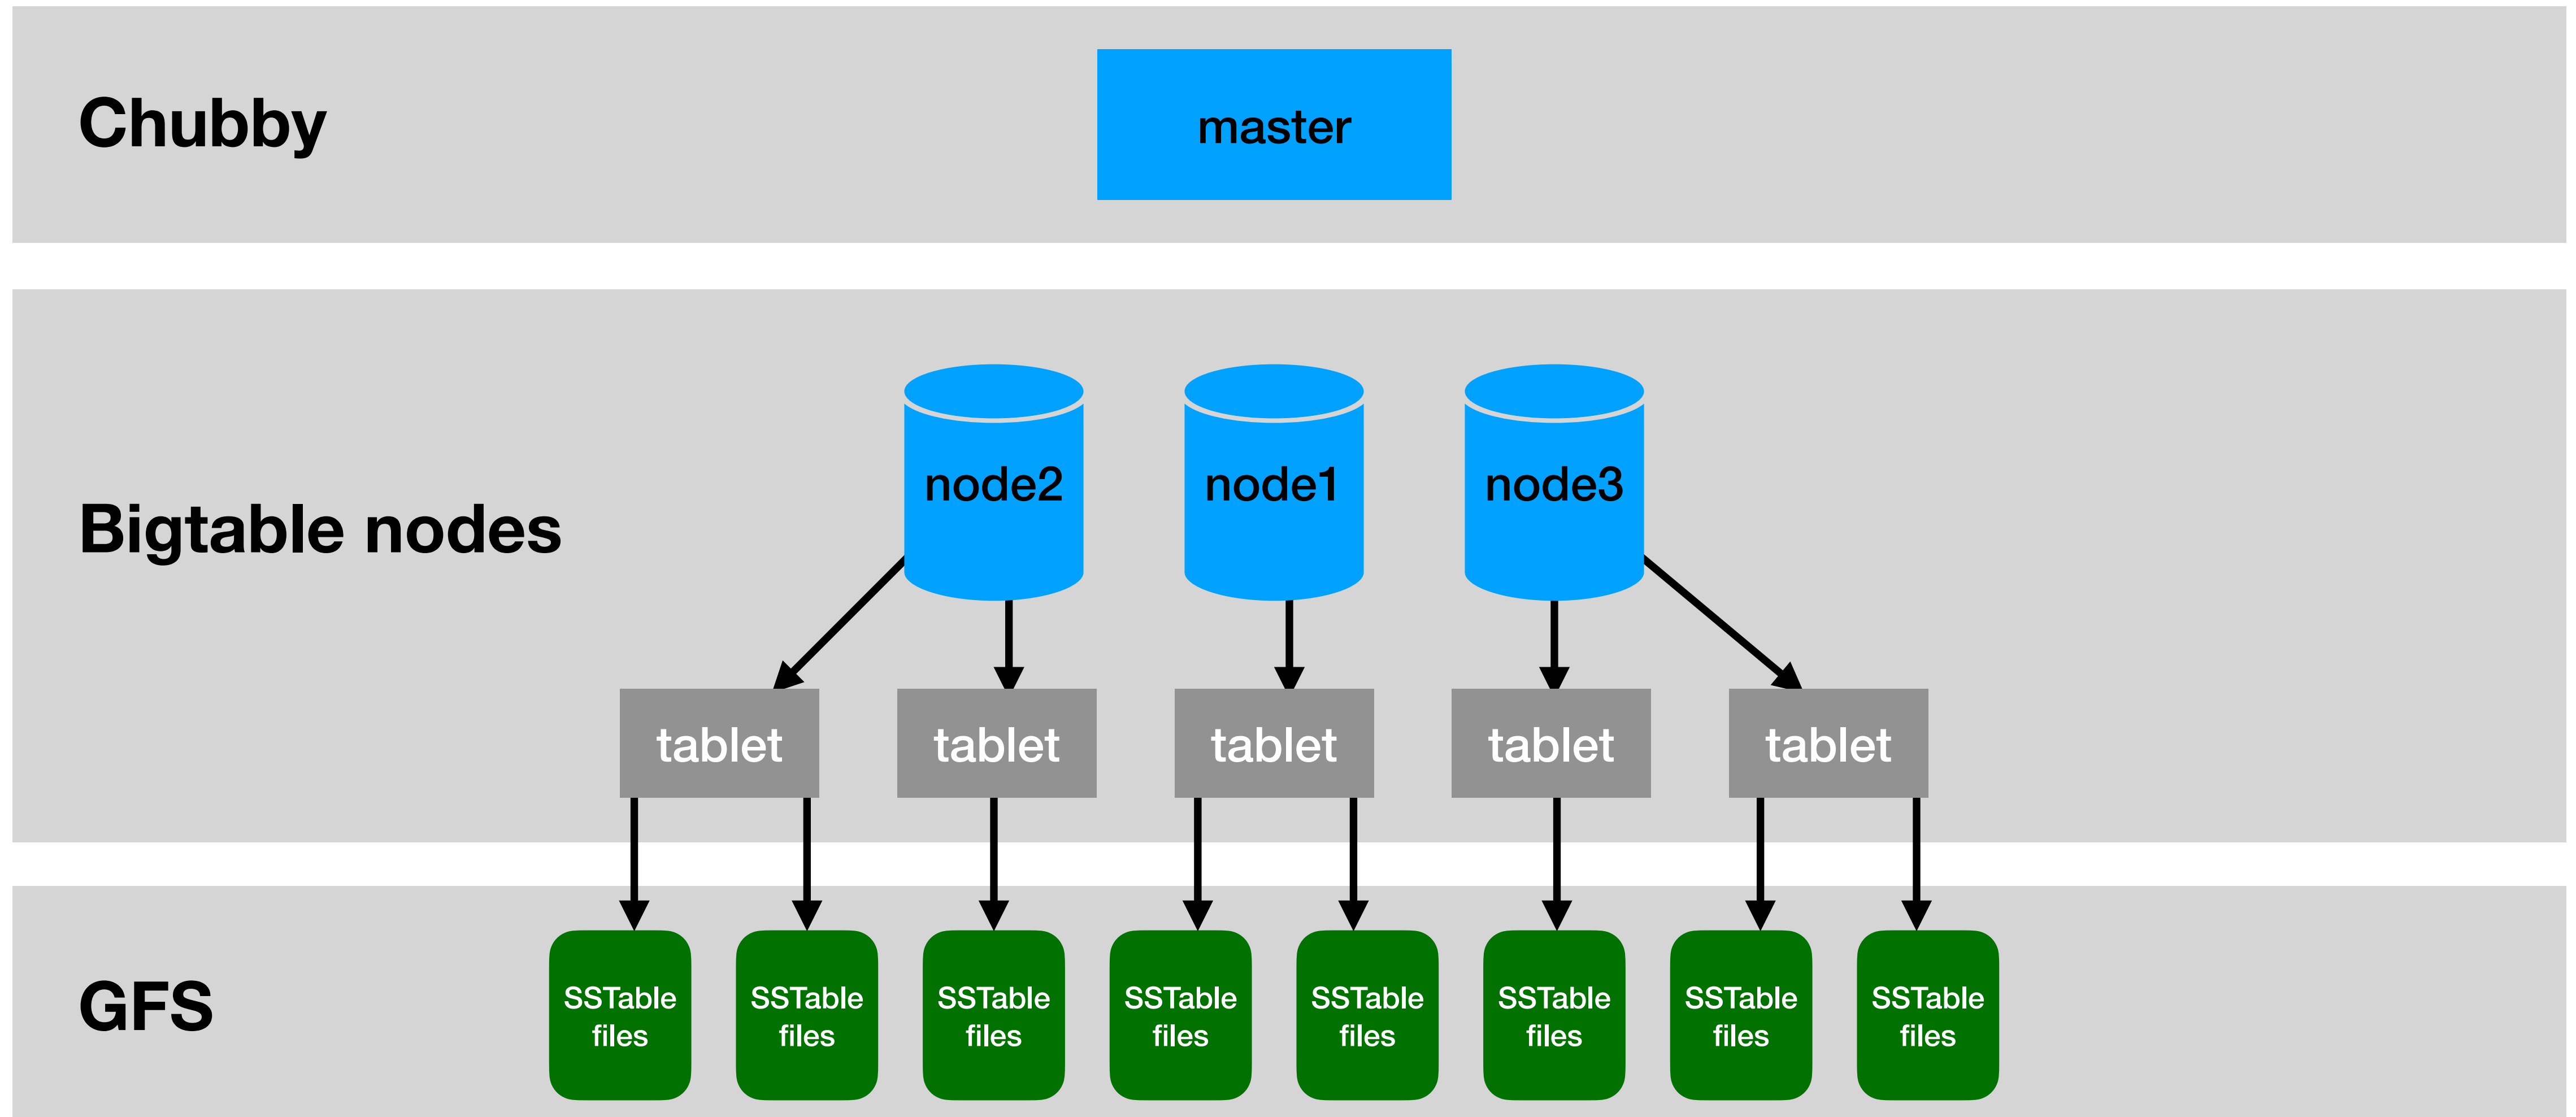 Chubby
master
Bigtable nodes
node2
node1
node3
tablet
tablet
tablet
tablet
tablet
GFS
SSTable
files
SSTable
files
SSTable
files
SSTable
files
SSTable
files
SSTable
files
SSTable
files
SSTable
files